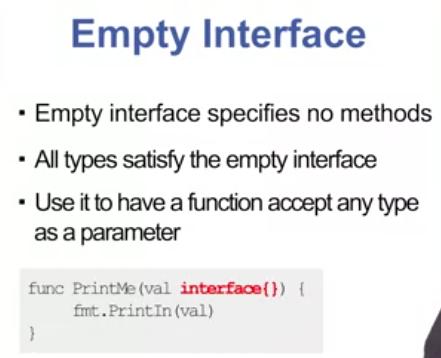 Empty Interface
▪ Empty interface specifies no methods
▪ All types satisfy the empty interface
▪ Use it to have a function accept any type
as a parameter
func PrintMe(val interface{}) {
fmt.PrintIn(val)
}